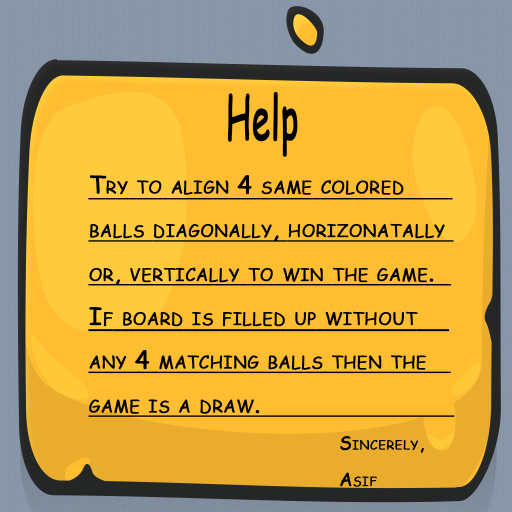 Help
Try to align 4 same colored
balls diagonally, horizonatally
or, vertically to win the game.
If board is filled up without
any 4 matching balls then the
game is a draw.
Sincerely,
Asif